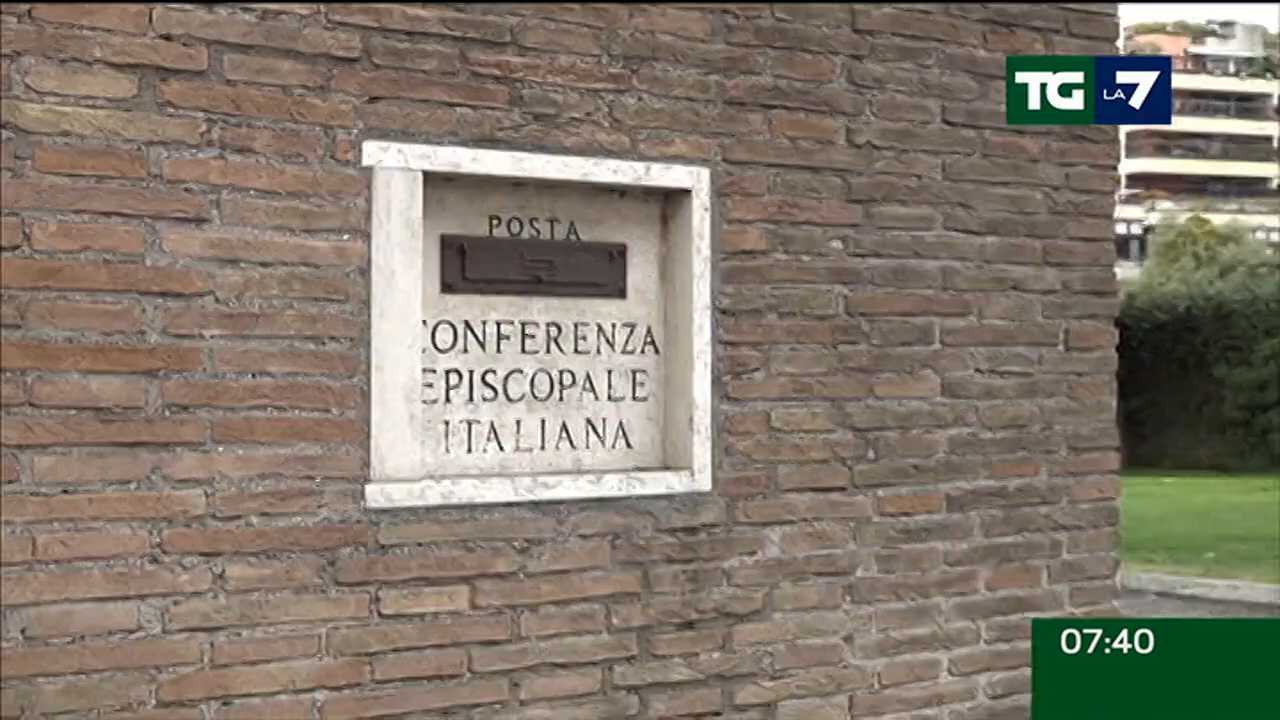 TG LA7
POSTA
CONFERENZA
EPISCOPALE
ITALIANA
07:40